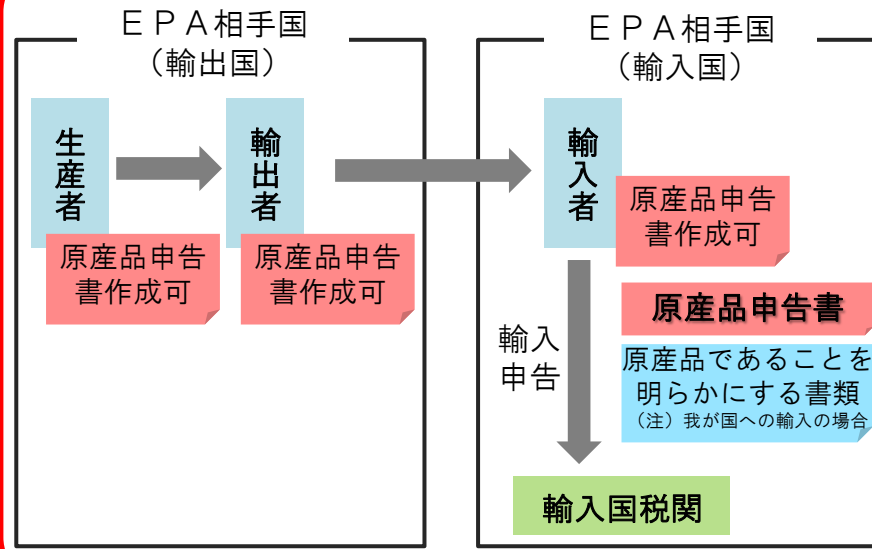 ＥＰＡ相手国
（輸出国）
生産者
輸出者
原産品申告
書作成可
原産品申告
書作成可
ＥＰＡ相手国
（輸入国）
輸入者
原産品申告
書作成可
原産品申告書
原産品であることを
明らかにする書類
（注）我が国への輸入の場合
輸入
申告
輸入国税関